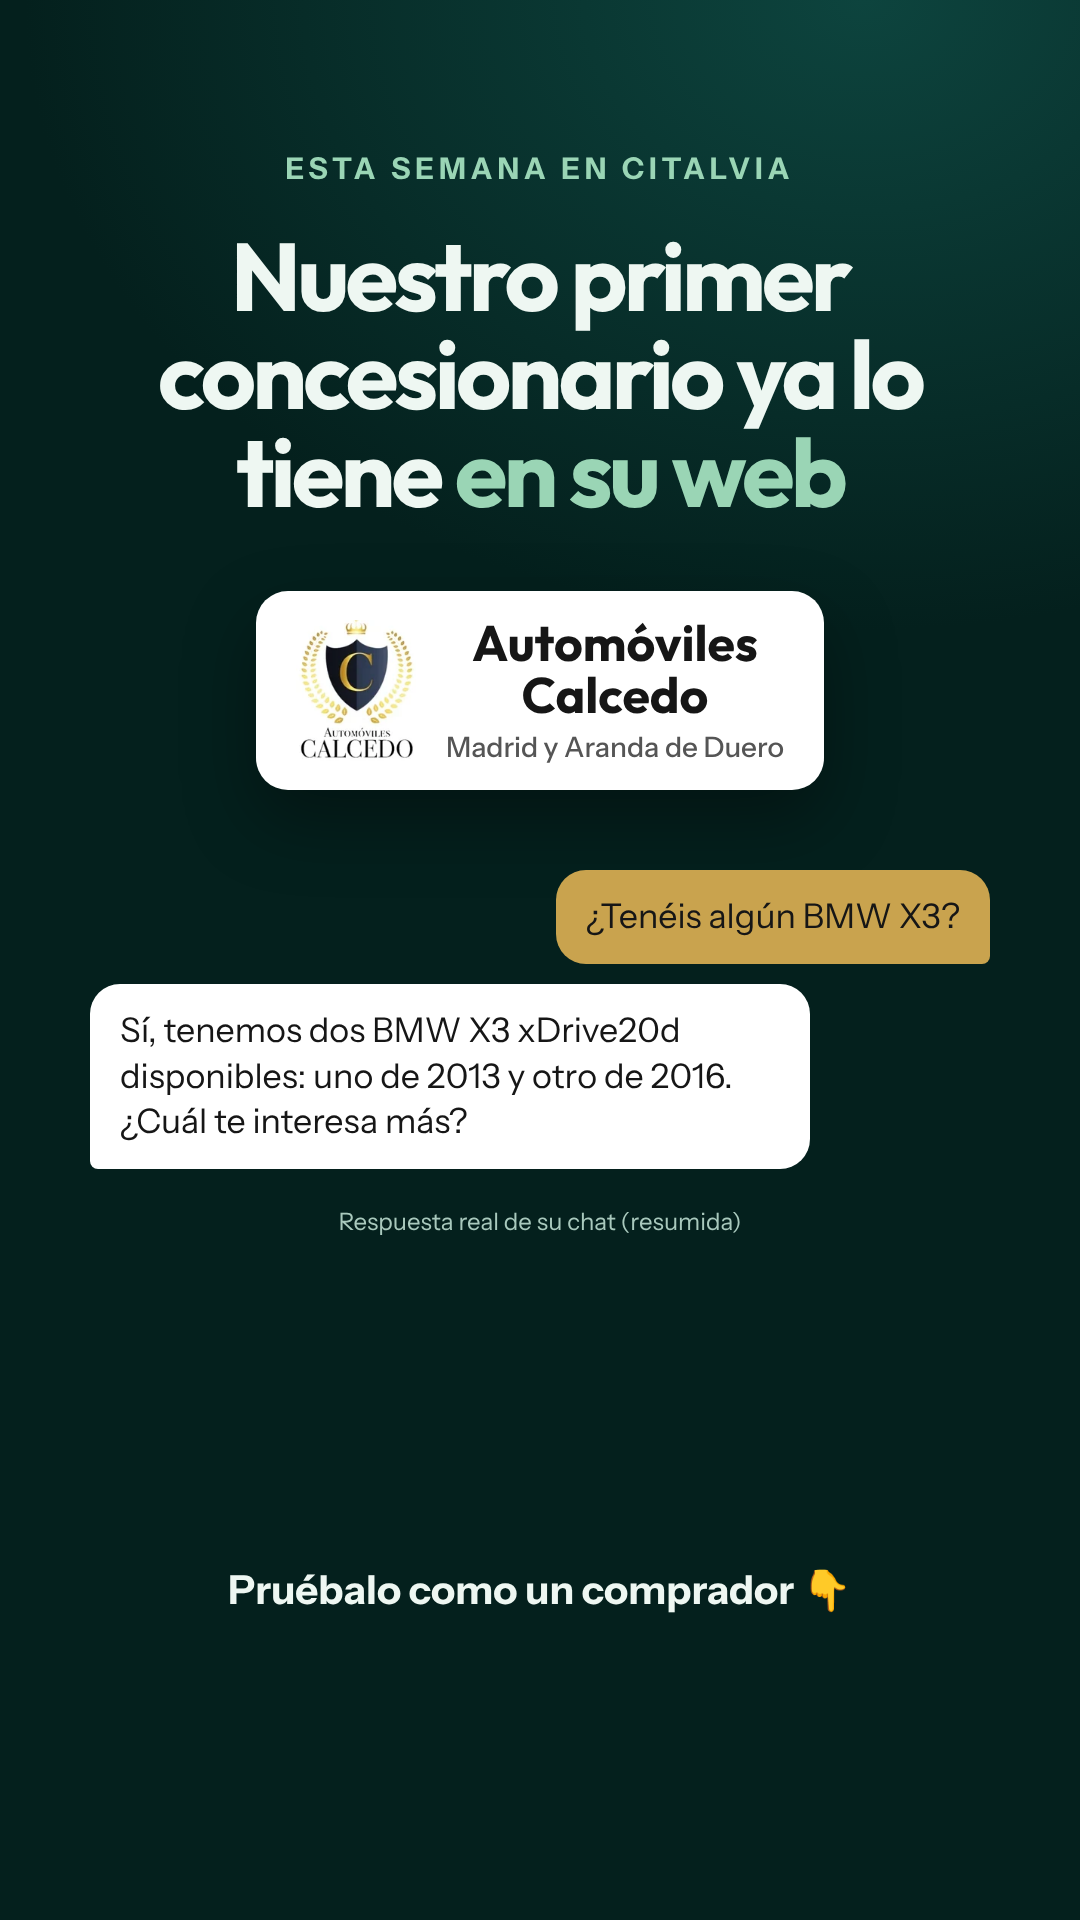 ESTA SEMANA EN CITALVIA
Nuestro primer
concesionario ya lo
tiene en su web
C
AUTOMÓVILES
CALCEDO
Automóviles
Calcedo
Madrid y Aranda de Duero
¿Tenéis algún BMW X3?
Sí, tenemos dos BMW X3 xDrive20d
disponibles: uno de 2013 y otro de 2016.
¿Cuál te interesa más?
Respuesta real de su chat (resumida)
Pruébalo como un comprador 👇